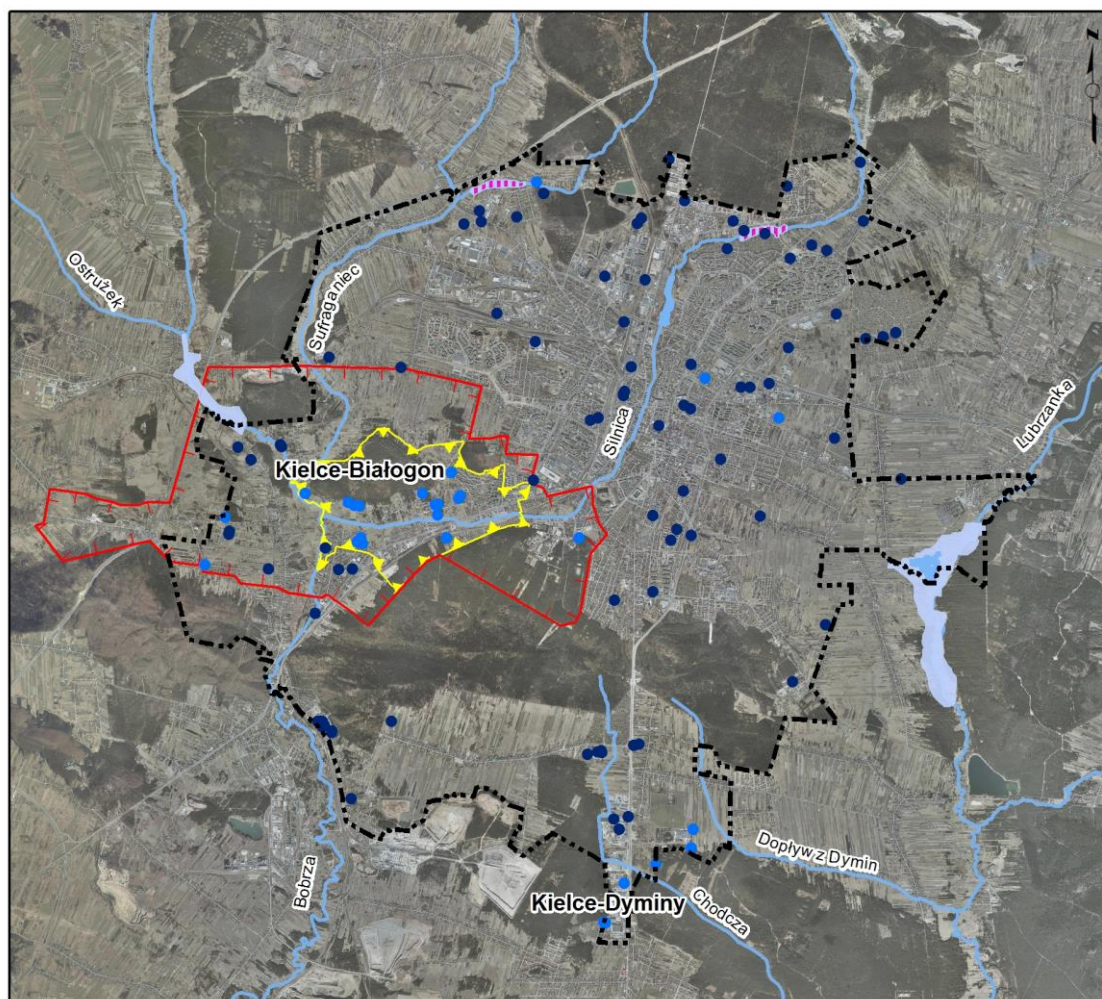 z
Ostrużek
Sufraganiec
Lubrzanka
Silnica
Kielce-Białogon
Dopływ z Dymin
Bobrza
Kielce-Dyminy
Chodcza